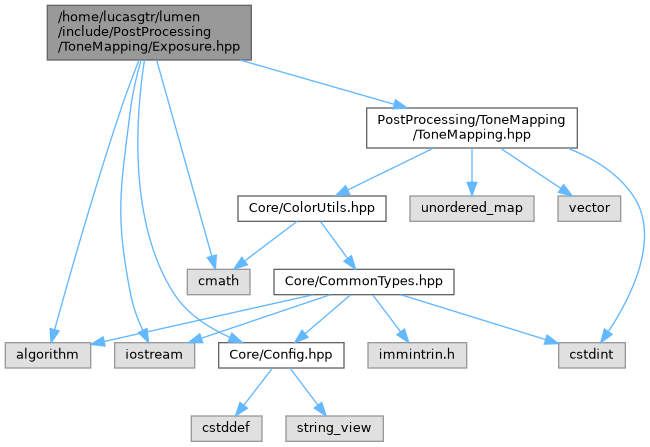 /home/lucasgtr/lumen
/include/PostProcessing
/ToneMapping/Exposure.hpp
PostProcessing/ToneMapping
/ToneMapping.hpp
Core/ColorUtils.hpp
unordered_map
vector
cmath
Core/CommonTypes.hpp
algorithm
iostream
Core/Config.hpp
immintrin.h
cstdint
cstddef
string_view